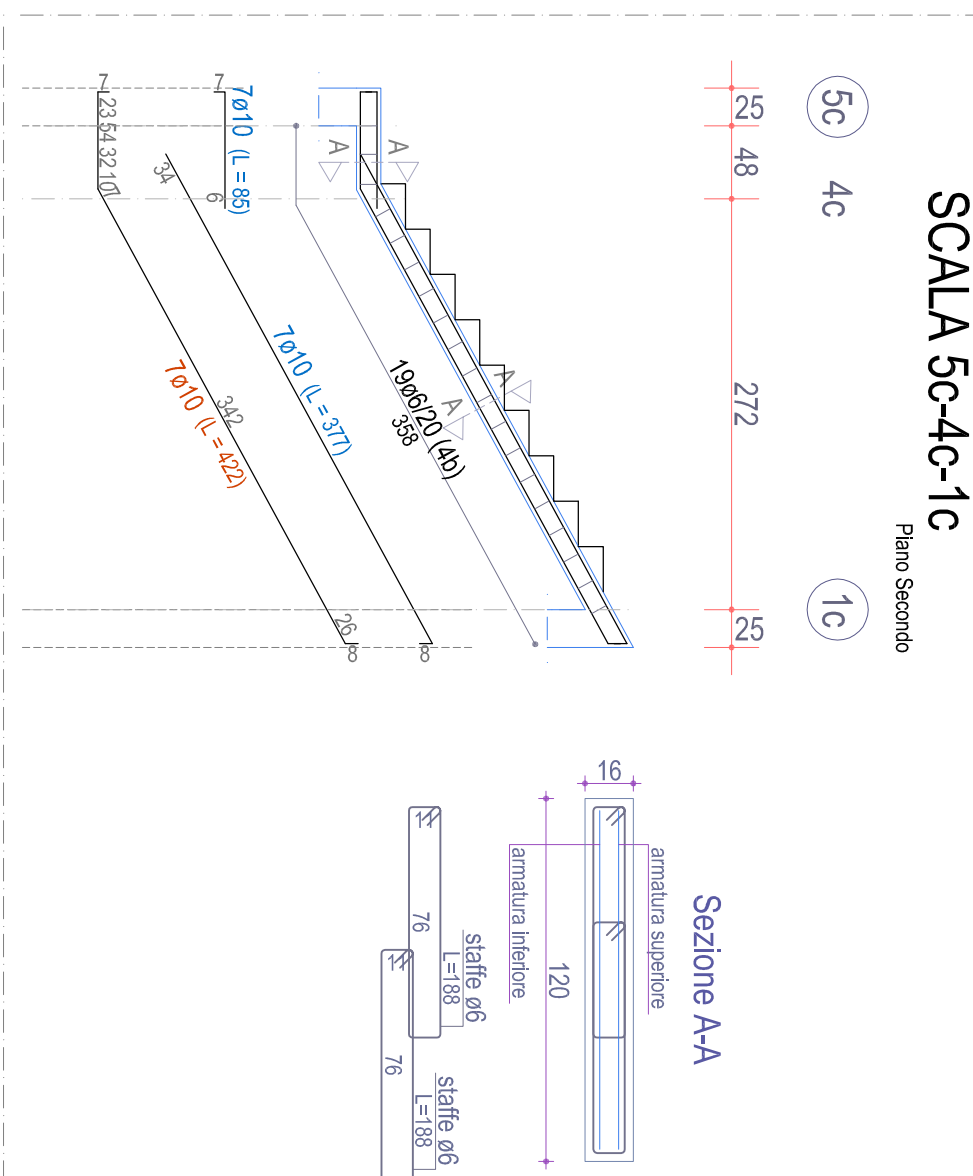 SCALA 5c-4c-1c
Piano Secondo
5c
4c
1c
25
48
272
25
A
A
A
A
19ø6/20 (4b)
358
7
6
7ø10 (L = 85)
34
7ø10 (L = 377)
8
7
23
54
32
342
7ø10 (L = 422)
26
8
Sezione A-A
16
armatura superiore
armatura inferiore
120
11
76
staffe ø6
L=188
11
76
staffe ø6
L=188